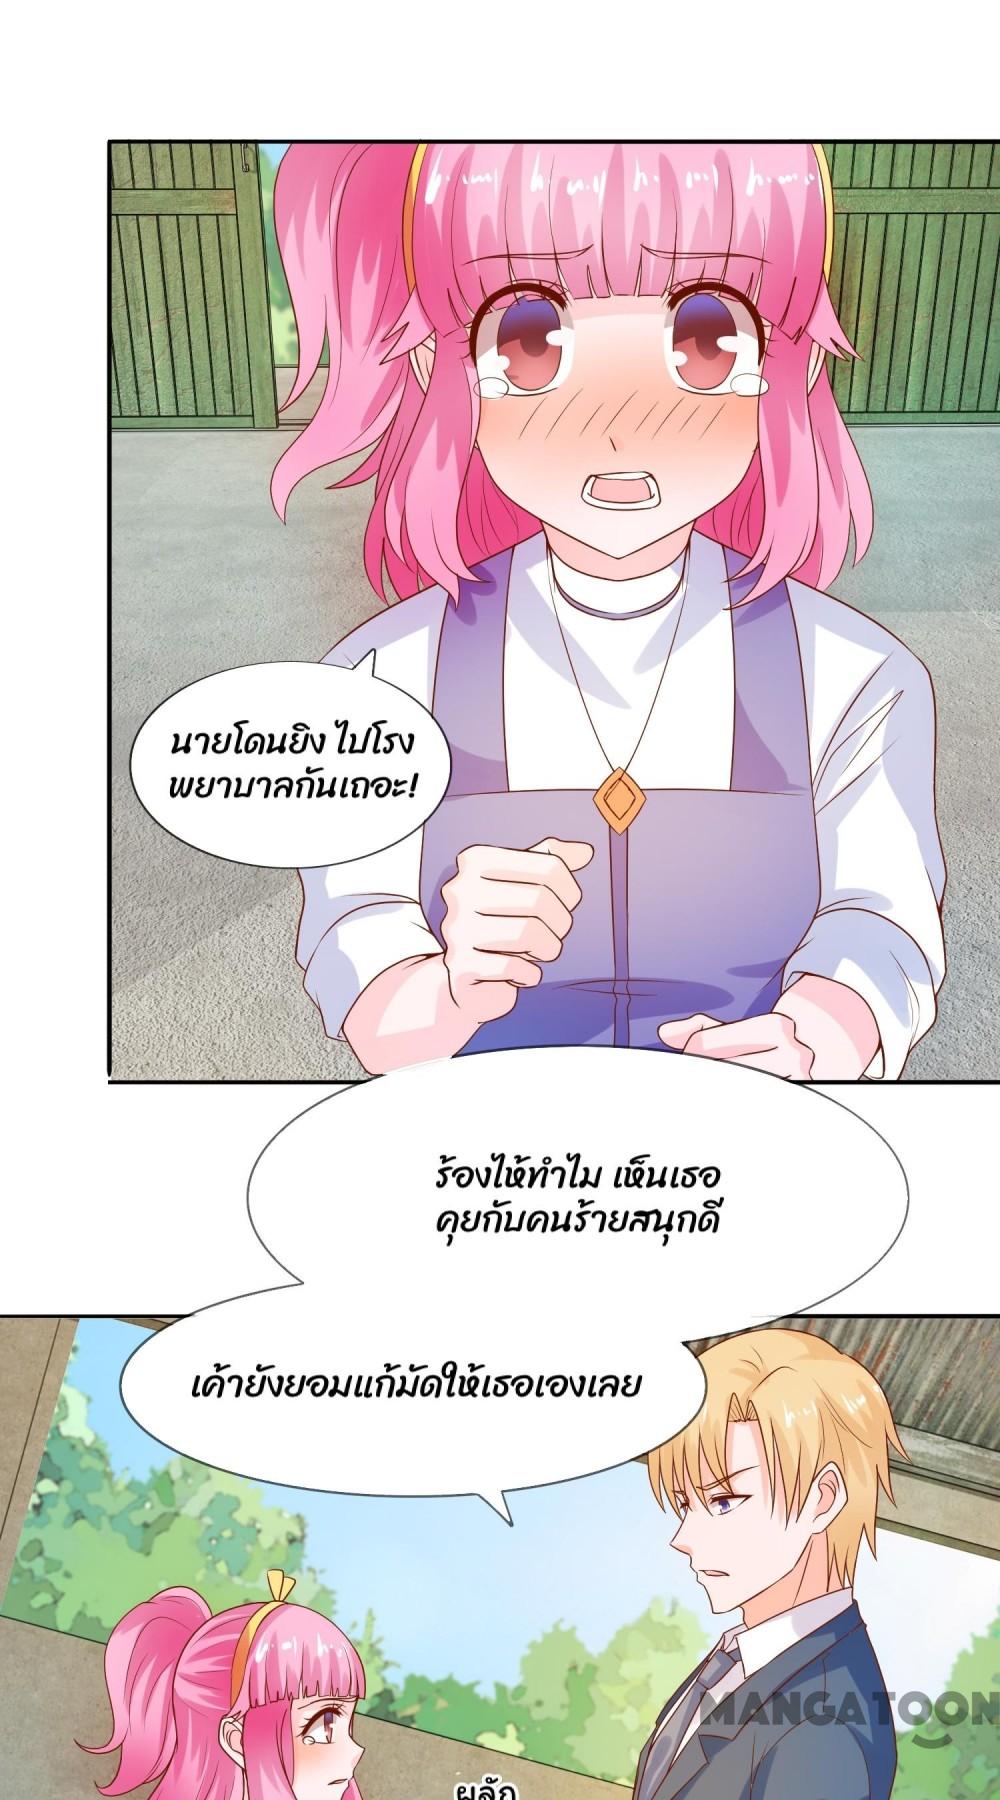 นายโดนยิง ไปโรง
พยาบาลกันเถอะ!
ร้องไห้ทำไม เห็นเธอ
คุยกับคนร้ายสนุกดี
เค้ายังยอมแก้มัดให้เธอเองเลย
MANGATOON
ผลัก